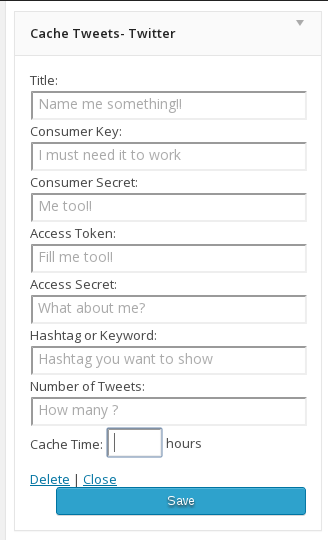 Cache Tweets- Twitter
Title:
Name me something!!
Consumer Key:
I must need it to work
Consumer Secret:
Me too!!
Access Token:
Fill me too!!
Access Secret:
What about me?
Hashtag or Keyword:
Hashtag you want to show
Number of Tweets:
How many ?
Cache Time: hours
Delete | Close
Save